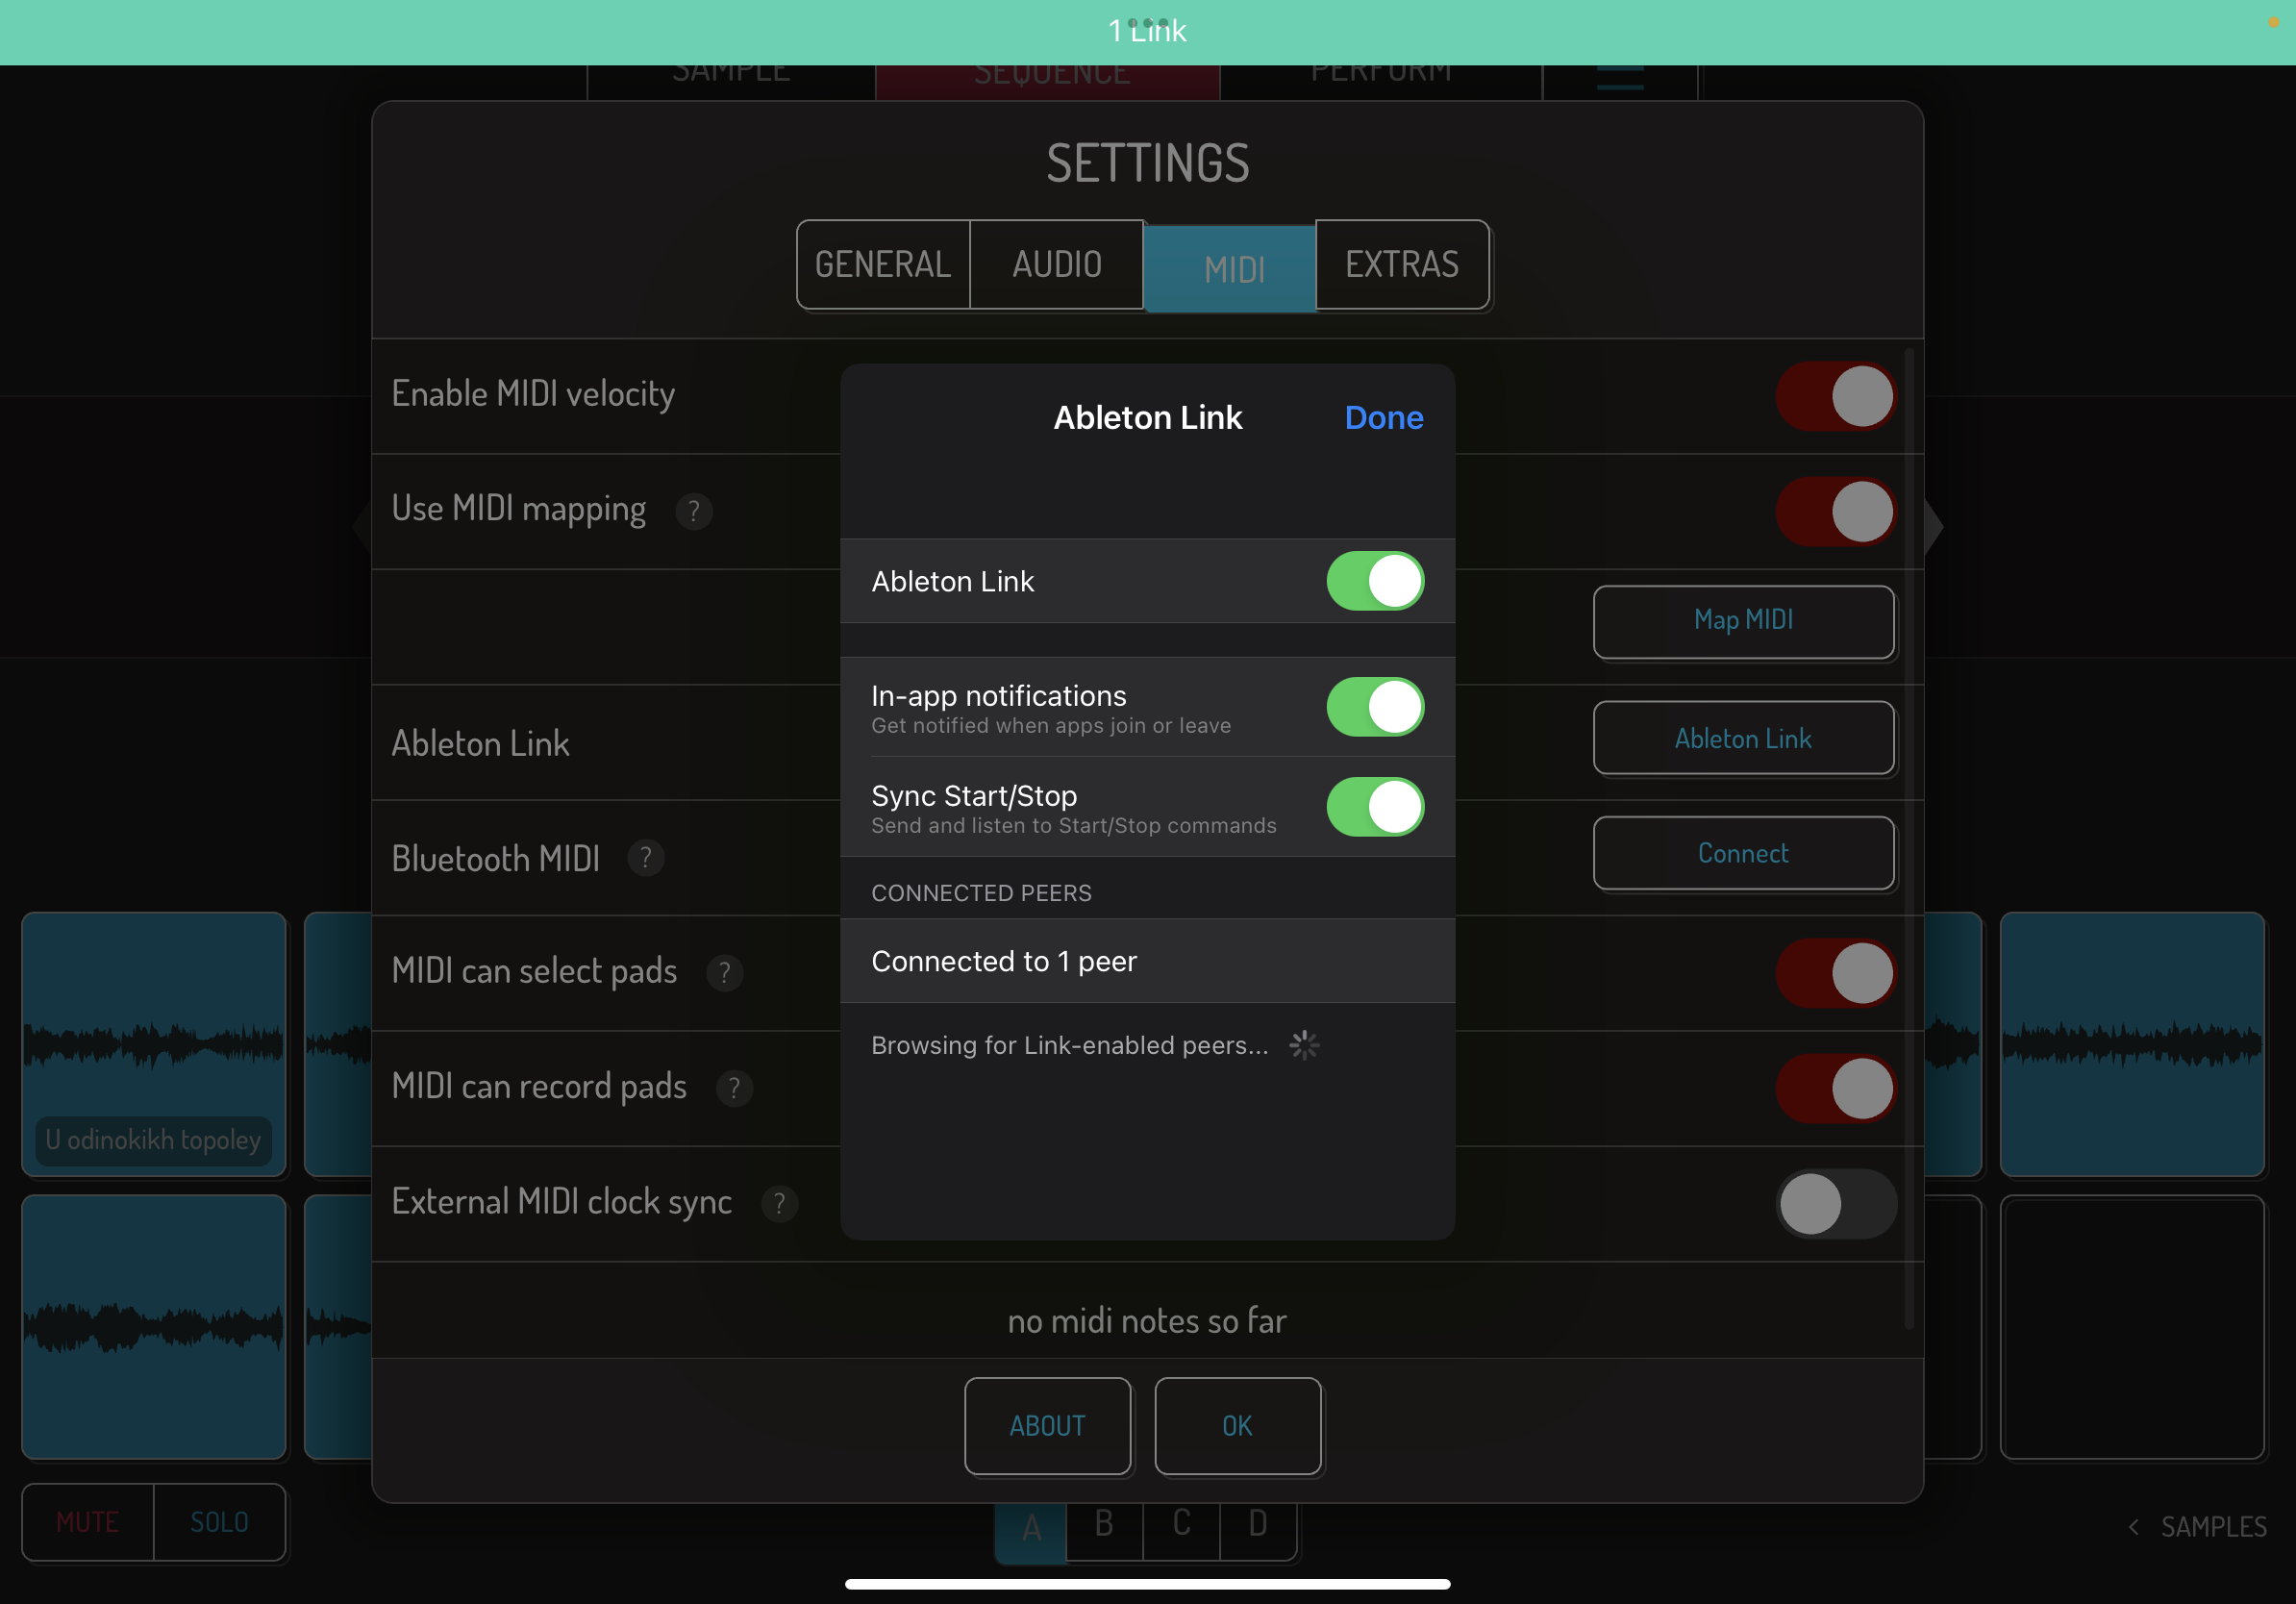 1 Link
SAMPLE SEQUENCE PERFORM
SETTINGS
GENERAL AUDIO MIDI EXTRAS
Enable MIDI velocity
Use MIDI mapping ?
Map MIDI
Ableton Link
Ableton Link
Bluetooth MIDI ?
Connect
MIDI can select pads ?
MIDI can record pads ?
External MIDI clock sync ?
no midi notes so far
ABOUT OK
Ableton Link Done
Ableton Link
In-app notifications
Get notified when apps join or leave
Sync Start/Stop
Send and listen to Start/Stop commands
CONNECTED PEERS
Connected to 1 peer
Browsing for Link-enabled peers...
U odinokikh topoley
MUTE SOLO
A B C D
< SAMPLES